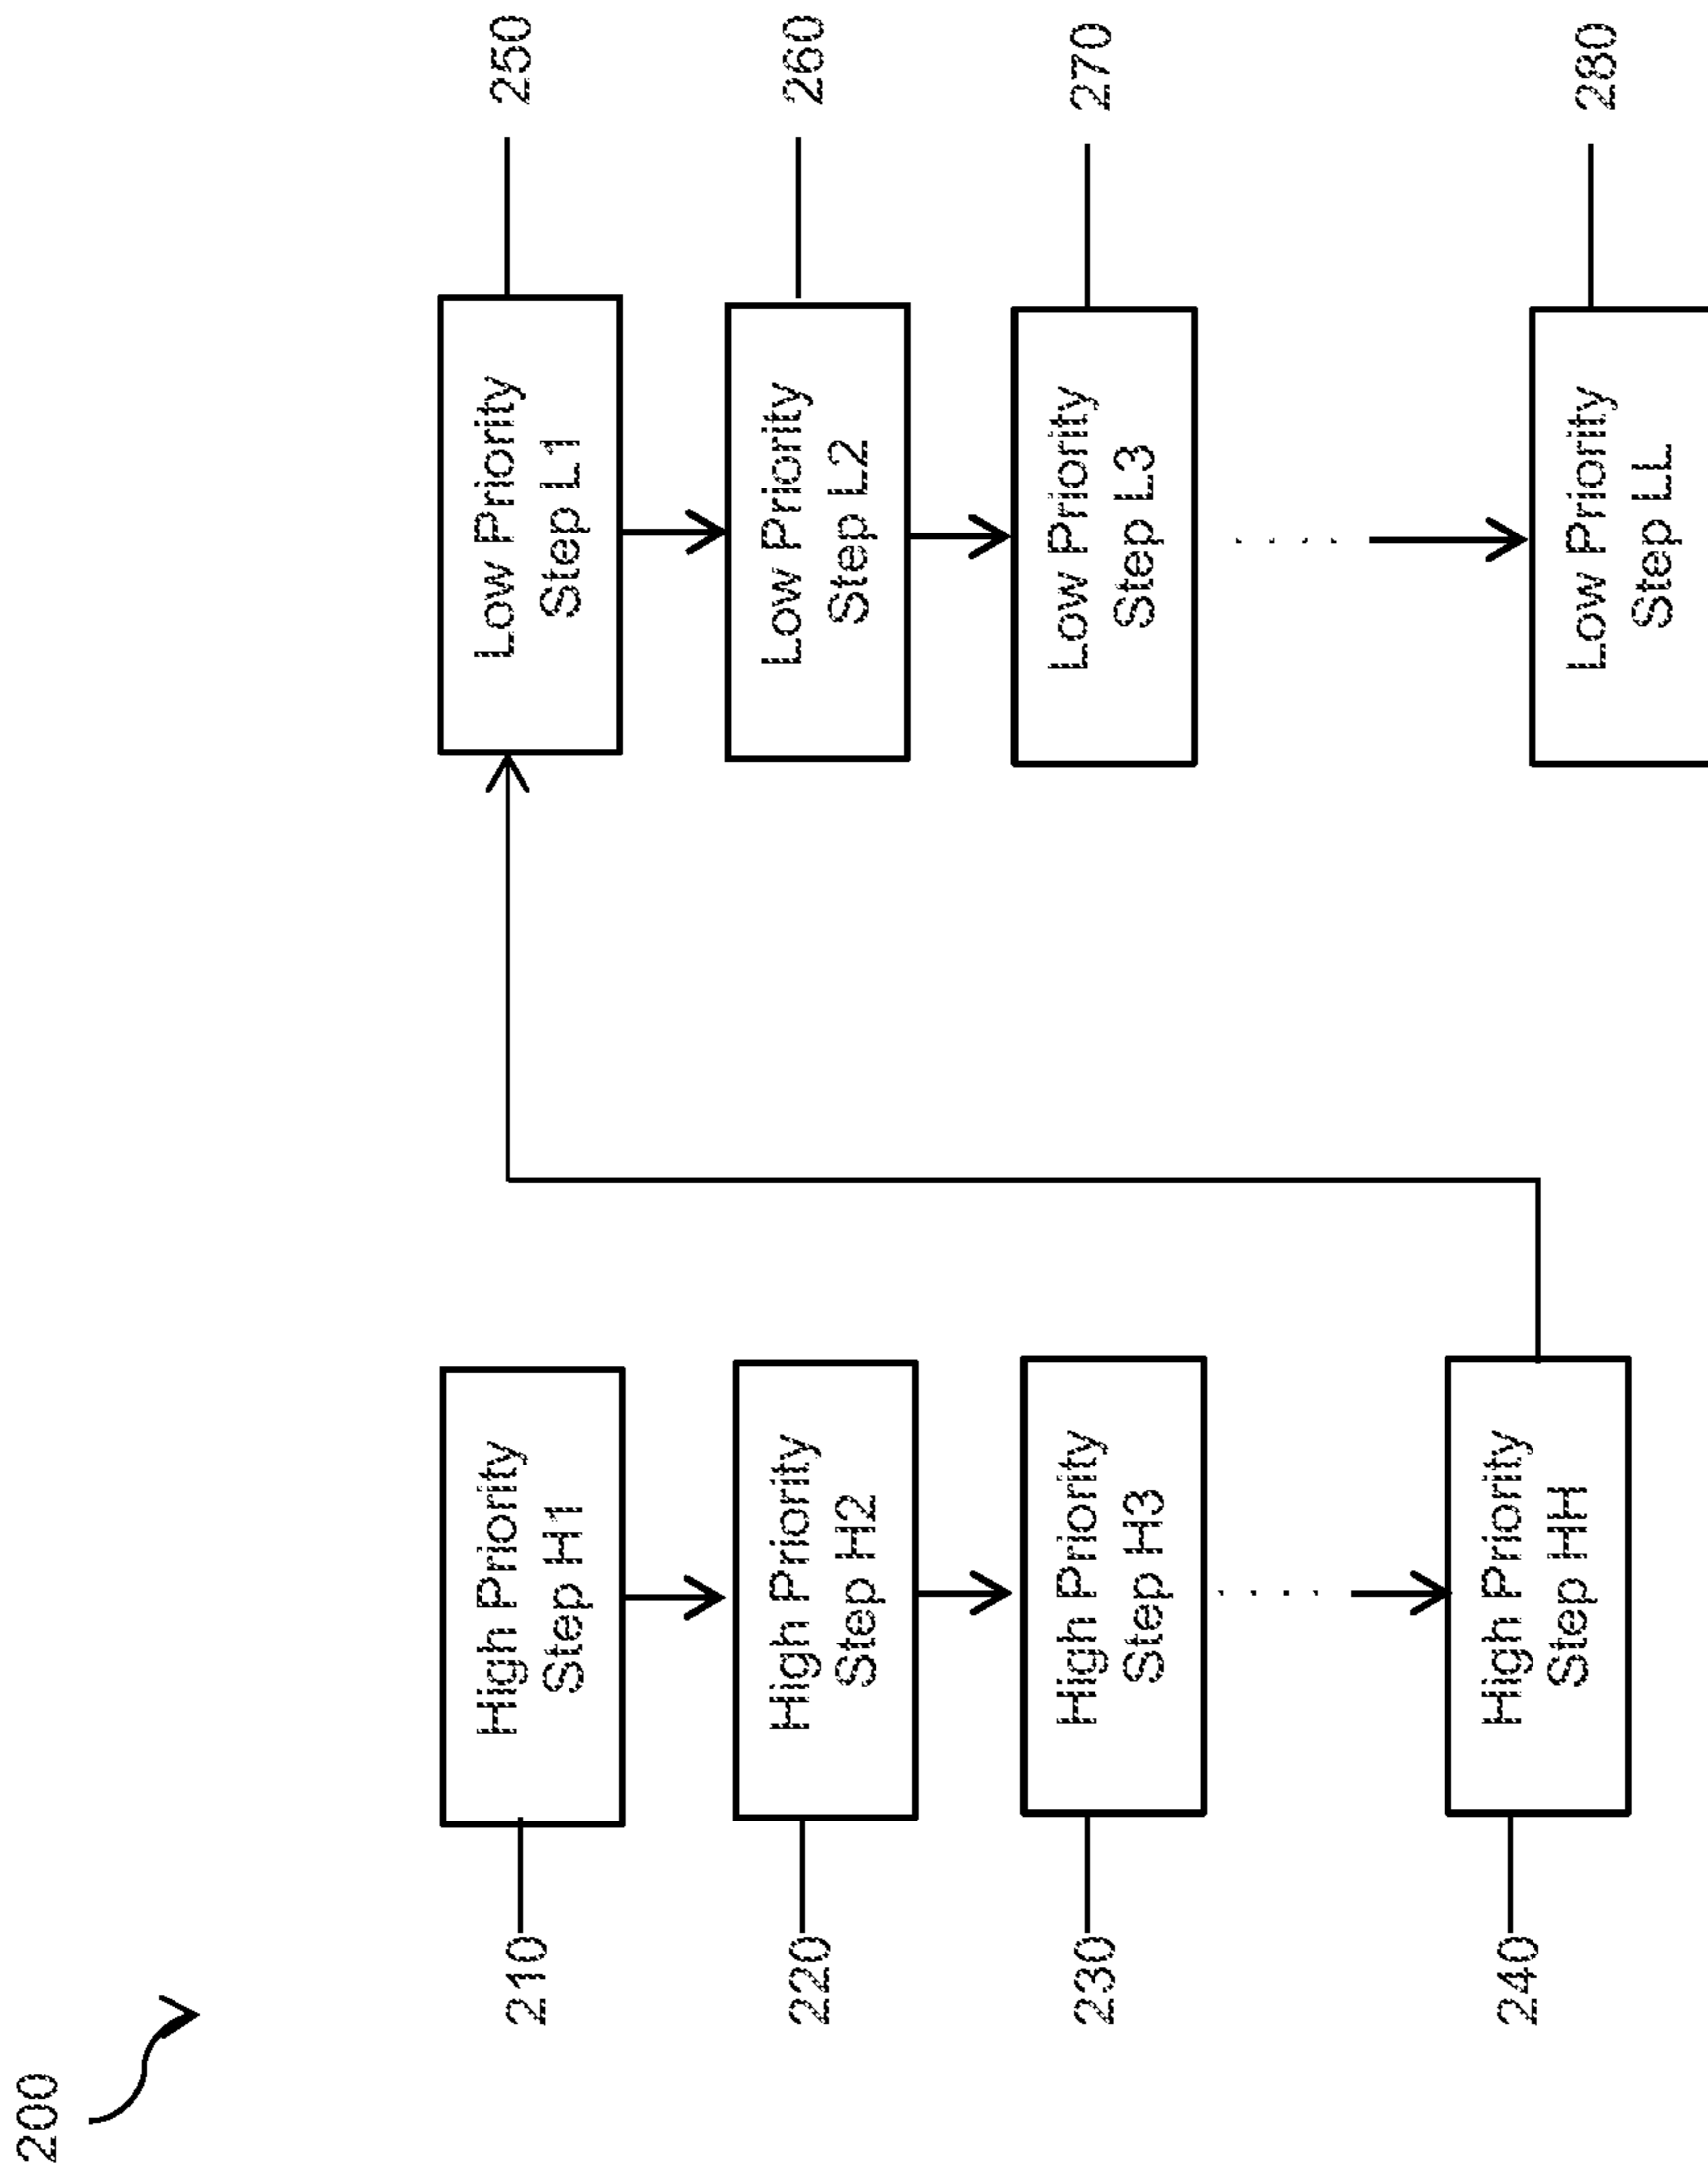 200
210
High Priority
Step H1
220
High Priority
Step H2
230
High Priority
Step H3
. . . .
240
High Priority
Step HH
Low Priority
Step L1
250
Low Priority
Step L2
260
Low Priority
Step L3
270
. . . .
Low Priority
Step LL
280